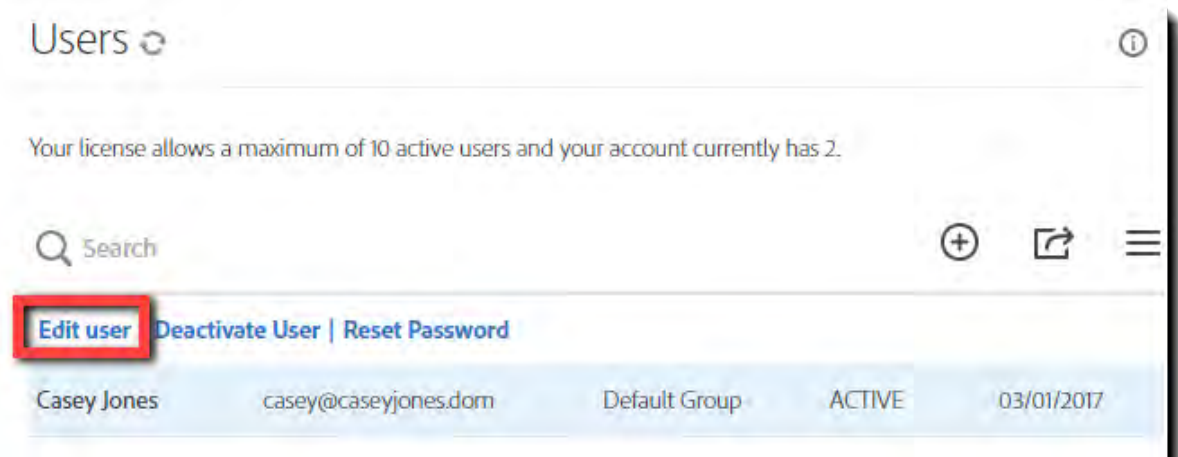 Users
Your license allows a maximum of 10 active users and your account currently has 2.
Search
Edit user Deactivate User | Reset Password
Casey Jones casey@caseyjones.dom Default Group ACTIVE 03/01/2017